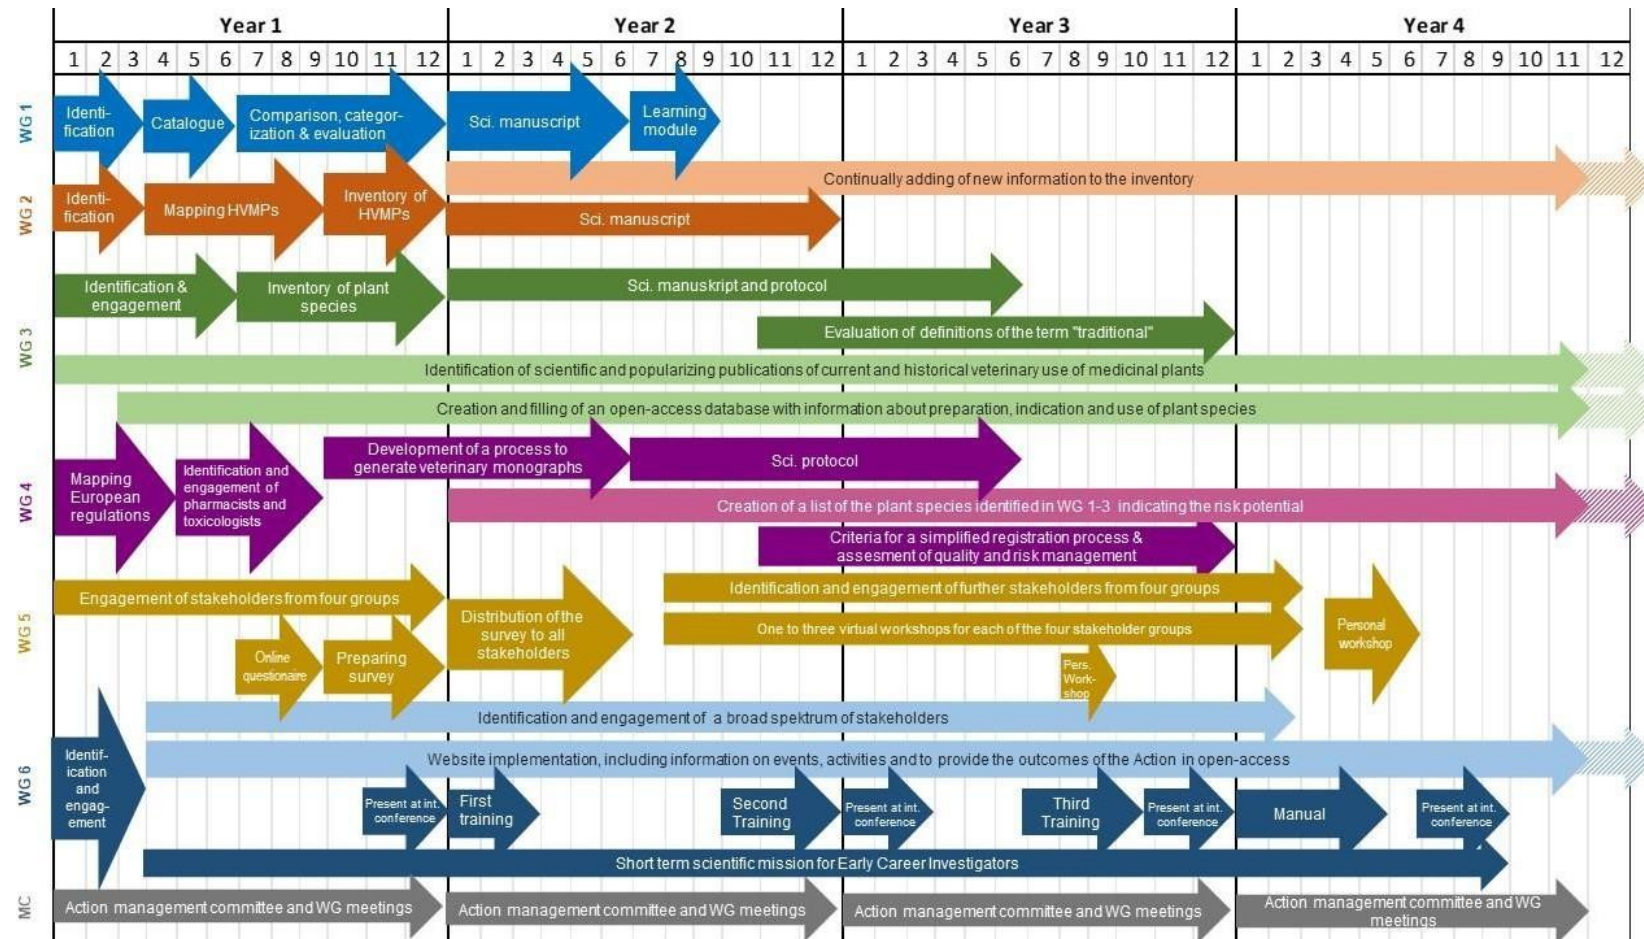 Year 1
Year 2
Year 3
Year 4
1 2 3 4 5 6 7 8 9 10 11 12
1 2 3 4 5 6 7 8 9 10 11 12
1 2 3 4 5 6 7 8 9 10 11 12
1 2 3 4 5 6 7 8 9 10 11 12
WG 1
Identi-
fication
Catalogue
Comparison, categor-
ization & evaluation
Sci. manuscript
Learning
module
WG 2
Identi-
fication
Mapping HVMPs
Inventory of
HVMPs
Continually adding of new information to the inventory
Sci. manuscript
WG 3
Identification &
engagement
Inventory of plant
species
Sci. manuskript and protocol
Evaluation of definitions of the term "traditional"
Identification of scientific and popularizing publications of current and historical veterinary use of medicinal plants
Creation and filling of an open-access database with information about preparation, indication and use of plant species
WG 4
Mapping
European
regulations
Identification and
engagement of
pharmacists and
toxicologists
Development of a process to
generate veterinary monographs
Sci. protocol
Creation of a list of the plant species identified in WG 1-3 indicating the risk potential
Criteria for a simplified registration process &
assesment of quality and risk management
WG 5
Engagement of stakeholders from four groups
Online
questionaire
Preparing
survey
Distribution of the
survey to all
stakeholders
Identification and engagement of further stakeholders from four groups
One to three virtual workshops for each of the four stakeholder groups
Pers.
Work-
shop
Personal
workshop
WG 6
Identif-
ication
and
engag-
ement
Identification and engagement of a broad spektrum of stakeholders
Website implementation, including information on events, activities and to provide the outcomes of the Action in open-access
Present at int.
conference
First
training
Second
Training
Present at int.
conference
Third
Training
Present at int.
conference
Manual
Present at int.
conference
Short term scientific mission for Early Career Investigators
MC
Action management committee and WG meetings
Action management committee and WG meetings
Action management committee and WG meetings
Action management committee and WG
meetings